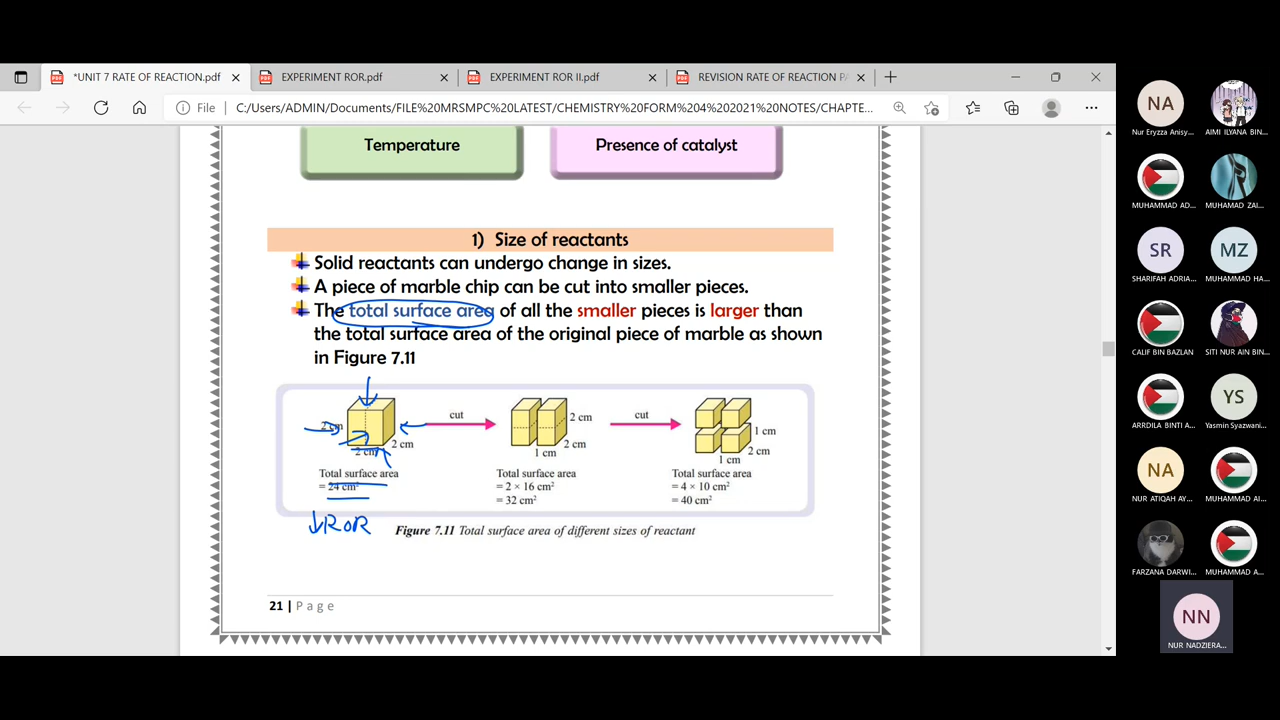 *UNIT 7 RATE OF REACTION.pdf
EXPERIMENT ROR.pdf
EXPERIMENT ROR II.pdf
REVISION RATE OF REACTION PA
File
C:/Users/ADMIN/Documents/FILE%20MRSMPC%20LATEST/CHEMISTRY%20FORM%204%202021%20NOTES/CHAPTE...
Temperature
Presence of catalyst
1) Size of reactants
Solid reactants can undergo change in sizes.
A piece of marble chip can be cut into smaller pieces.
The total surface area of all the smaller pieces is larger than
the total surface area of the original piece of marble as shown
in Figure 7.11
2 cm
2 cm
2 cm
Total surface area
= 24 cm²
cut
2 cm
2 cm
1 cm
Total surface area
= 2 × 16 cm²
= 32 cm²
cut
1 cm
2 cm
1 cm
Total surface area
= 4 × 10 cm²
= 40 cm²
↓ROR
Figure 7.11 Total surface area of different sizes of reactant
21 | Page
NA
Nur Eryzza Anisy...
AIMI ILYANA BIN...
MUHAMMAD AD...
MUHAMAD ZAI...
SR
SHARIFAH ADRIA...
MZ
MUHAMMAD HA...
CALIF BIN BAZLAN
SITI NUR AIN BIN...
ARRDILA BINTI A...
YS
Yasmin Syazwani...
NA
NUR ATIQAH AY...
MUHAMMAD AI...
FARZANA DARWI...
MUHAMMAD A...
NN
NUR NADZIERA...